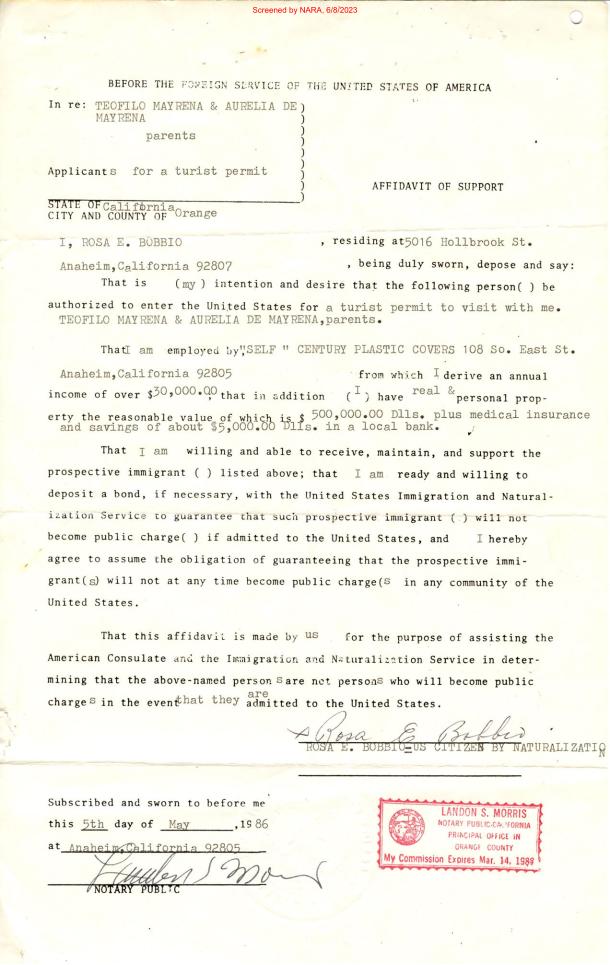 Screened by NARA, 6/8/2023
BEFORE THE FOREIGN SERVICE OF THE UNITED STATES OF AMERICA
In re: TEOFILO MAYRENA & AURELIA DE )
MAYRENA )
parents )
Applicants for a turist permit )
AFFIDAVIT OF SUPPORT
STATE OF California
CITY AND COUNTY OF Orange
I, ROSA E. BOBBIO , residing at 5016 Hollbrook St.
Anaheim,California 92807 , being duly sworn, depose and say:
That is (my ) intention and desire that the following person( ) be
authorized to enter the United States for a turist permit to visit with me.
TEOFILO MAYRENA & AURELIA DE MAYRENA,parents.
That I am employed by "SELF " CENTURY PLASTIC COVERS 108 So. East St.
Anaheim,California 92805 from which I derive an annual
income of over $30,000.00, that in addition (I ) have real & personal prop-
erty the reasonable value of which is $ 500,000.00 Dlls. plus medical insurance
and savings of about $5,000.00 Dlls. in a local bank.
That I am willing and able to receive, maintain, and support the
prospective immigrant ( ) listed above; that I am ready and willing to
deposit a bond, if necessary, with the United States Immigration and Natural-
ization Service to guarantee that such prospective immigrant ( ) will not
become public charge( ) if admitted to the United States, and I hereby
agree to assume the obligation of guaranteeing that the prospective immi-
grant(s) will not at any time become public charge(s in any community of the
United States.
That this affidavit is made by us for the purpose of assisting the
American Consulate and the Immigration and Naturalization Service in deter-
mining that the above-named person s are not persons who will become public
charge s in the event that they are admitted to the United States.
x Rosa E Bobbio
ROSA E. BOBBIO-US CITIZEN BY NATURALIZATION
Subscribed and sworn to before me
this 5th day of May ,1986
at Anaheim,California 92805
NOTARY PUBLIC
LANDON S. MORRIS
NOTARY PUBLIC-CALIFORNIA
PRINCIPAL OFFICE IN
ORANGE COUNTY
My Commission Expires Mar. 14, 1989